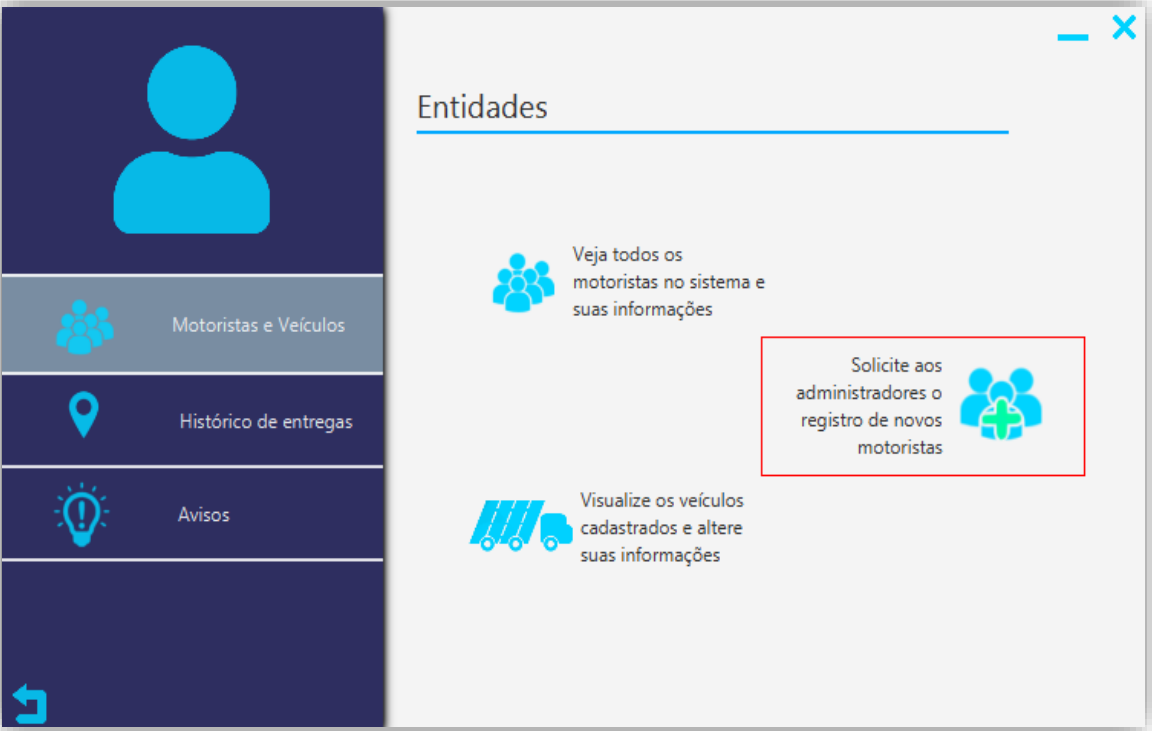 Entidades
Veja todos os
motoristas no sistema e
suas informações
Motoristas e Veículos
Solicite aos
administradores o
registro de novos
motoristas
Histórico de entregas
Visualize os veículos
cadastrados e altere
suas informações
Avisos